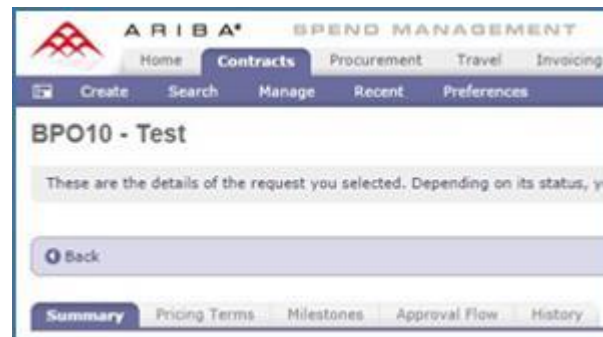 ARIBA SPEND MANAGEMENT
Home Contracts Procurement Travel Invoicing
Create Search Manage Recent Preferences
BPO10 - Test
These are the details of the request you selected. Depending on its status, y
Back
Summary Pricing Terms Milestones Approval Flow History